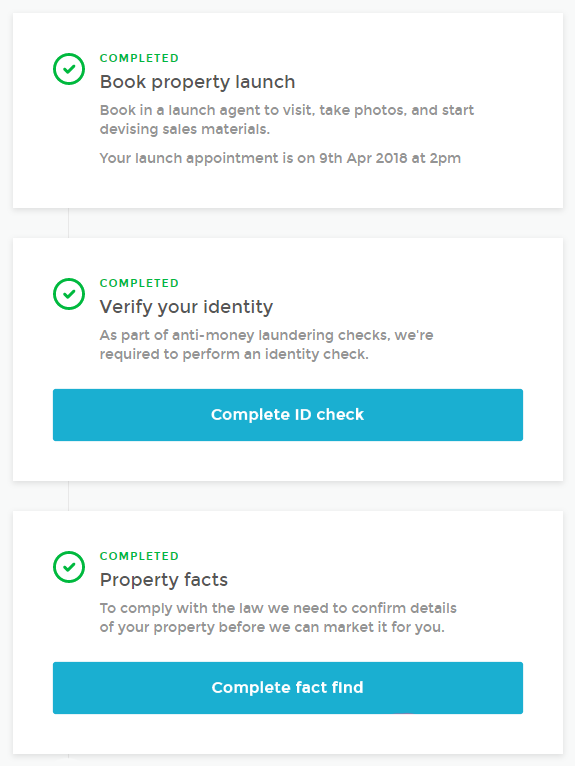 COMPLETED
Book property launch
Book in a launch agent to visit, take photos, and start
devising sales materials.
Your launch appointment is on 9th Apr 2018 at 2pm
COMPLETED
Verify your identity
As part of anti-money laundering checks, we're
required to perform an identity check.
Complete ID check
COMPLETED
Property facts
To comply with the law we need to confirm details
of your property before we can market it for you.
Complete fact find